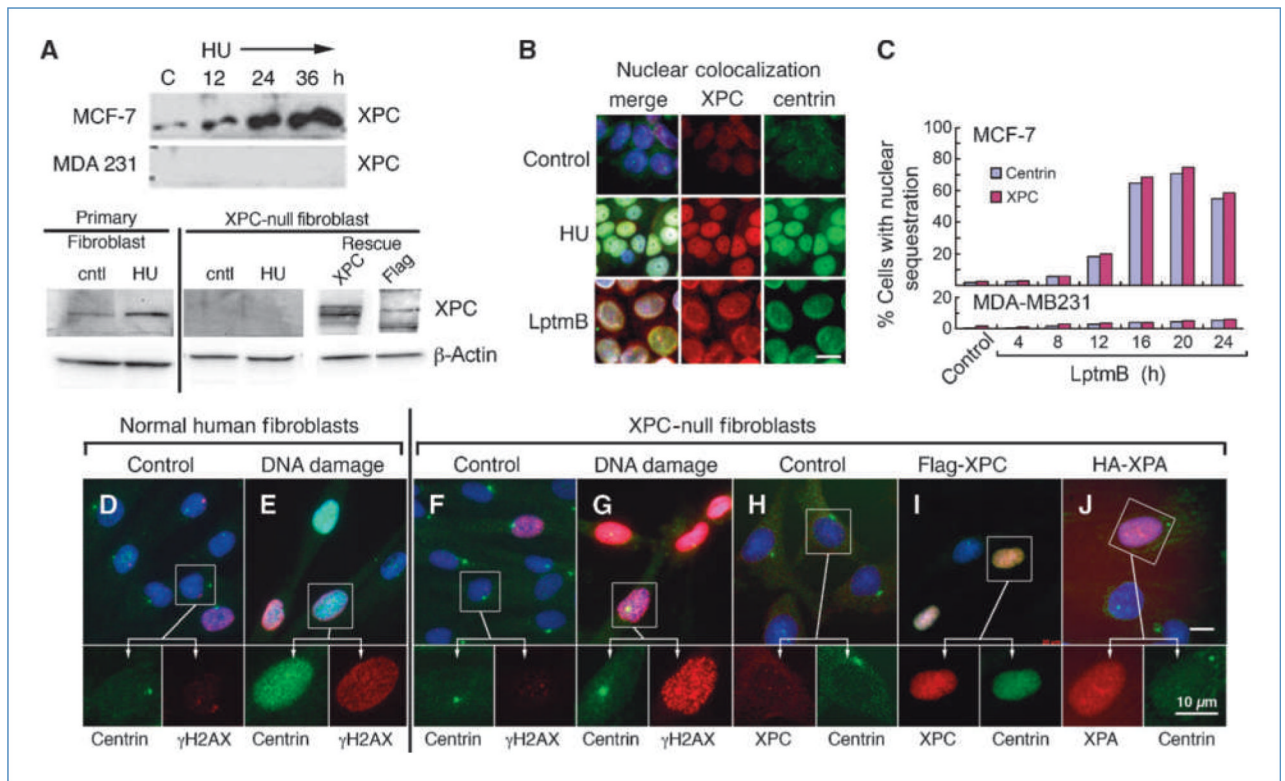 A
HU
C 12 24 36 h
MCF-7 XPC
MDA 231 XPC
Primary
Fibroblast
cntl HU
XPC-null fibroblast
Rescue
cntl HU XPC Flag
XPC
β-Actin
B
Nuclear colocalization
merge XPC centrin
Control
HU
LptmB
C
% Cells with nuclear
sequestration
100
80
60
40
20
0
MCF-7
Centrin
XPC
20
0
MDA-MB231
Control 4 8 12 16 20 24
LptmB (h)
Normal human fibroblasts XPC-null fibroblasts
Control DNA damage Control DNA damage Control Flag-XPC HA-XPA
D E F G H I J
10 µm
Centrin γH2AX Centrin γH2AX Centrin γH2AX Centrin γH2AX XPC Centrin XPC Centrin XPA Centrin